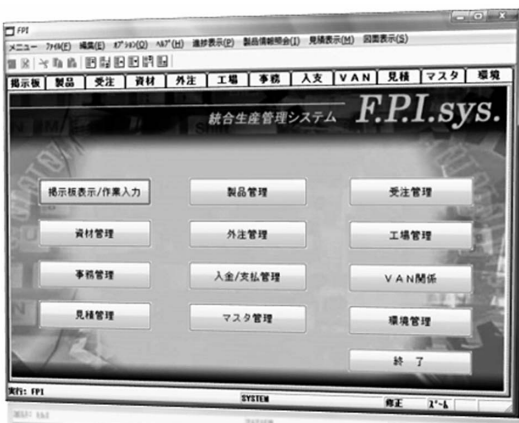 FPI
メニュー ファイル(F) 編集(E) ｵﾌﾟｼｮﾝ(O) ﾍﾙﾌﾟ(H) 進捗表示(P) 製品情報照会(I) 見積表示(M) 図面表示(S)
掲示板 製品 受注 資材 外注 工場 事務 入支 VAN 見積 マスタ 環境
統合生産管理システム F.P.I.sys.
掲示板表示/作業入力 製品管理 受注管理
資材管理 外注管理 工場管理
事務管理 入金/支払管理 VAN関係
見積管理 マスタ管理 環境管理
終 了
実行: FPI SYSTEM 修正 ｽﾞｰﾑ